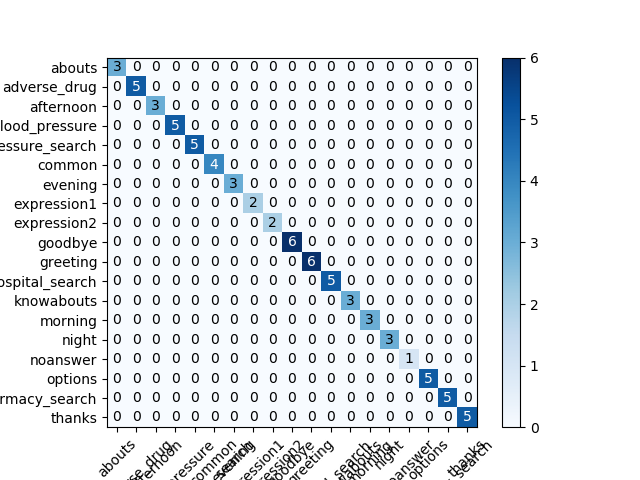 abouts 3 0 0 0 0 0 0 0 0 0 0 0 0 0 0 0 0 0 0
adverse_drug 0 5 0 0 0 0 0 0 0 0 0 0 0 0 0 0 0 0 0
afternoon 0 0 3 0 0 0 0 0 0 0 0 0 0 0 0 0 0 0 0
lood_pressure 0 0 0 5 0 0 0 0 0 0 0 0 0 0 0 0 0 0 0
essure_search 0 0 0 0 5 0 0 0 0 0 0 0 0 0 0 0 0 0 0
common 0 0 0 0 0 4 0 0 0 0 0 0 0 0 0 0 0 0 0
evening 0 0 0 0 0 0 3 0 0 0 0 0 0 0 0 0 0 0 0
expression1 0 0 0 0 0 0 0 2 0 0 0 0 0 0 0 0 0 0 0
expression2 0 0 0 0 0 0 0 0 2 0 0 0 0 0 0 0 0 0 0
goodbye 0 0 0 0 0 0 0 0 0 6 0 0 0 0 0 0 0 0 0
greeting 0 0 0 0 0 0 0 0 0 0 6 0 0 0 0 0 0 0 0
ospital_search 0 0 0 0 0 0 0 0 0 0 0 5 0 0 0 0 0 0 0
knowabouts 0 0 0 0 0 0 0 0 0 0 0 0 3 0 0 0 0 0 0
morning 0 0 0 0 0 0 0 0 0 0 0 0 0 3 0 0 0 0 0
night 0 0 0 0 0 0 0 0 0 0 0 0 0 0 3 0 0 0 0
noanswer 0 0 0 0 0 0 0 0 0 0 0 0 0 0 0 1 0 0 0
options 0 0 0 0 0 0 0 0 0 0 0 0 0 0 0 0 5 0 0
rmacy_search 0 0 0 0 0 0 0 0 0 0 0 0 0 0 0 0 0 5 0
thanks 0 0 0 0 0 0 0 0 0 0 0 0 0 0 0 0 0 0 5
abouts
common
greeting
night
options
thanks
6
5
4
3
2
1
0